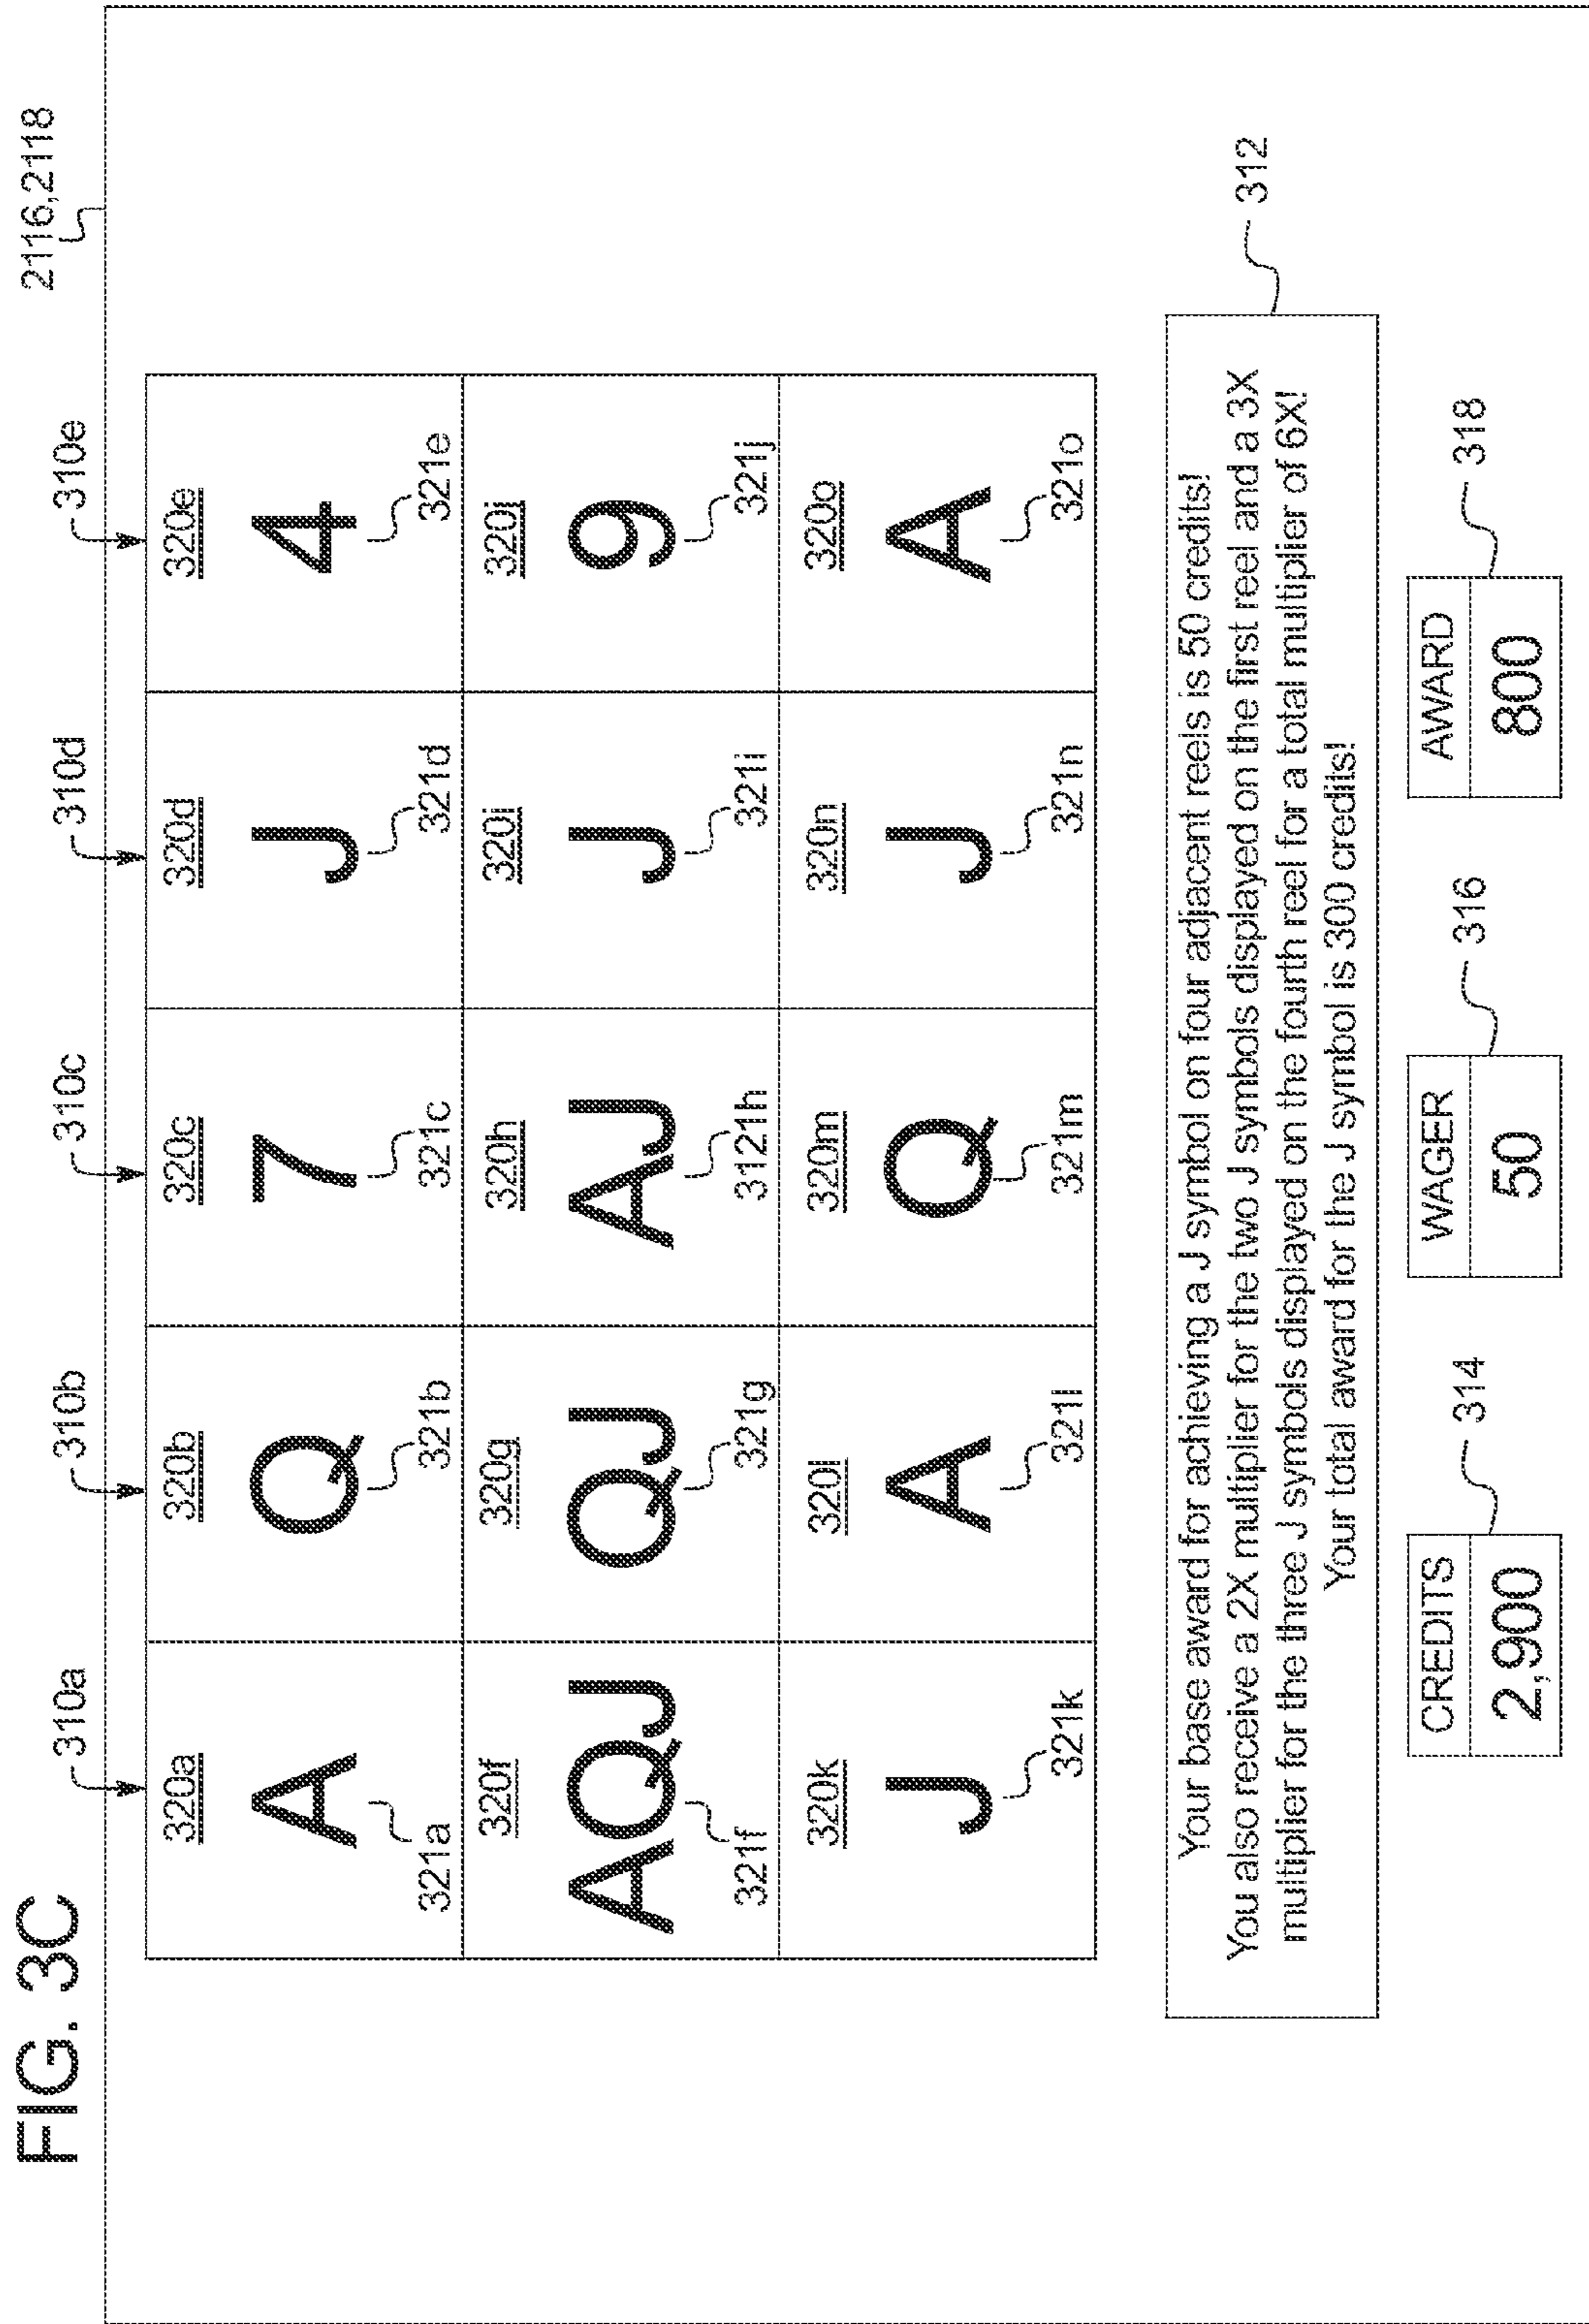 FIG. 3C
2116,2118
310a 310b 310c 310d 310e
320a 320b 320c 320d 320e
A Q 7 J 4
321a 321b 321c 321d 321e
320f 320g 320h 320i 320j
AQJ QJ AJ J 9
321f 321g 3121h 321i 321j
320k 320l 320m 320n 320o
J A Q J A
321k 321l 321m 321n 321o
Your base award for achieving a J symbol on four adjacent reels is 50 credits!
You also receive a 2X multiplier for the two J symbols displayed on the first reel and a 3X
multiplier for the three J symbols displayed on the fourth reel for a total multiplier of 6X!
Your total award for the J symbol is 300 credits!
312
CREDITS 314 WAGER 316 AWARD 318
2,900 50 800